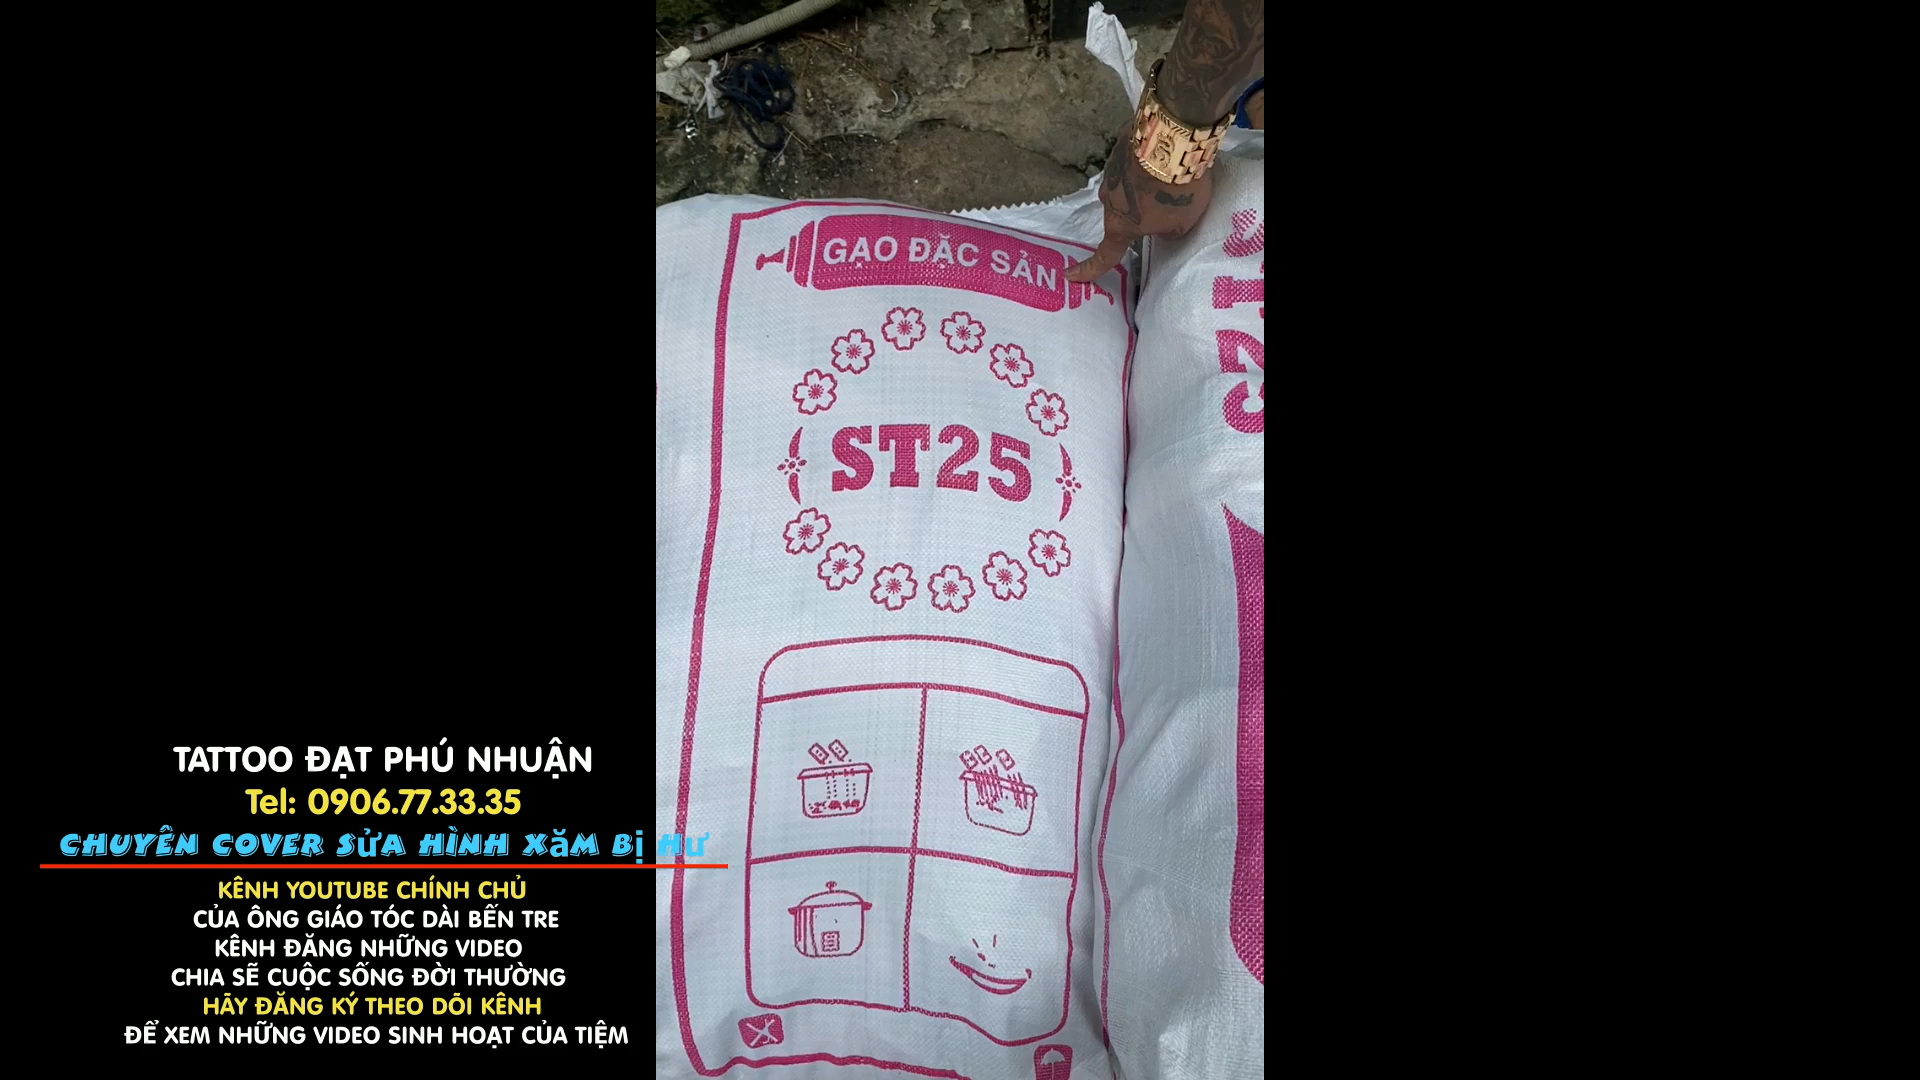 GẠO ĐẶC SẢN
ST25
ST25
TATTOO ĐẠT PHÚ NHUẬN
Tel: 0906.77.33.35
CHUYÊN COVER SỬA HÌNH XĂM BỊ HƯ
KÊNH YOUTUBE CHÍNH CHỦ
CỦA ÔNG GIÁO TÓC DÀI BẾN TRE
KÊNH ĐĂNG NHỮNG VIDEO
CHIA SẼ CUỘC SỐNG ĐỜI THƯỜNG
HÃY ĐĂNG KÝ THEO DÕI KÊNH
ĐỂ XEM NHỮNG VIDEO SINH HOẠT CỦA TIỆM